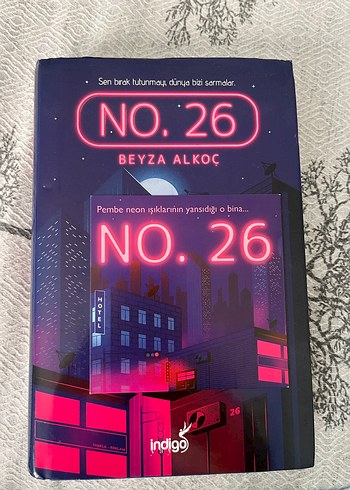 Sen bırak tutunmayı, dünya bizi sarmalar.
NO. 26
BEYZA ALKOÇ
Pembe neon ışıklarının yansıdığı o bina...
NO. 26
HOTEL
26
indigo